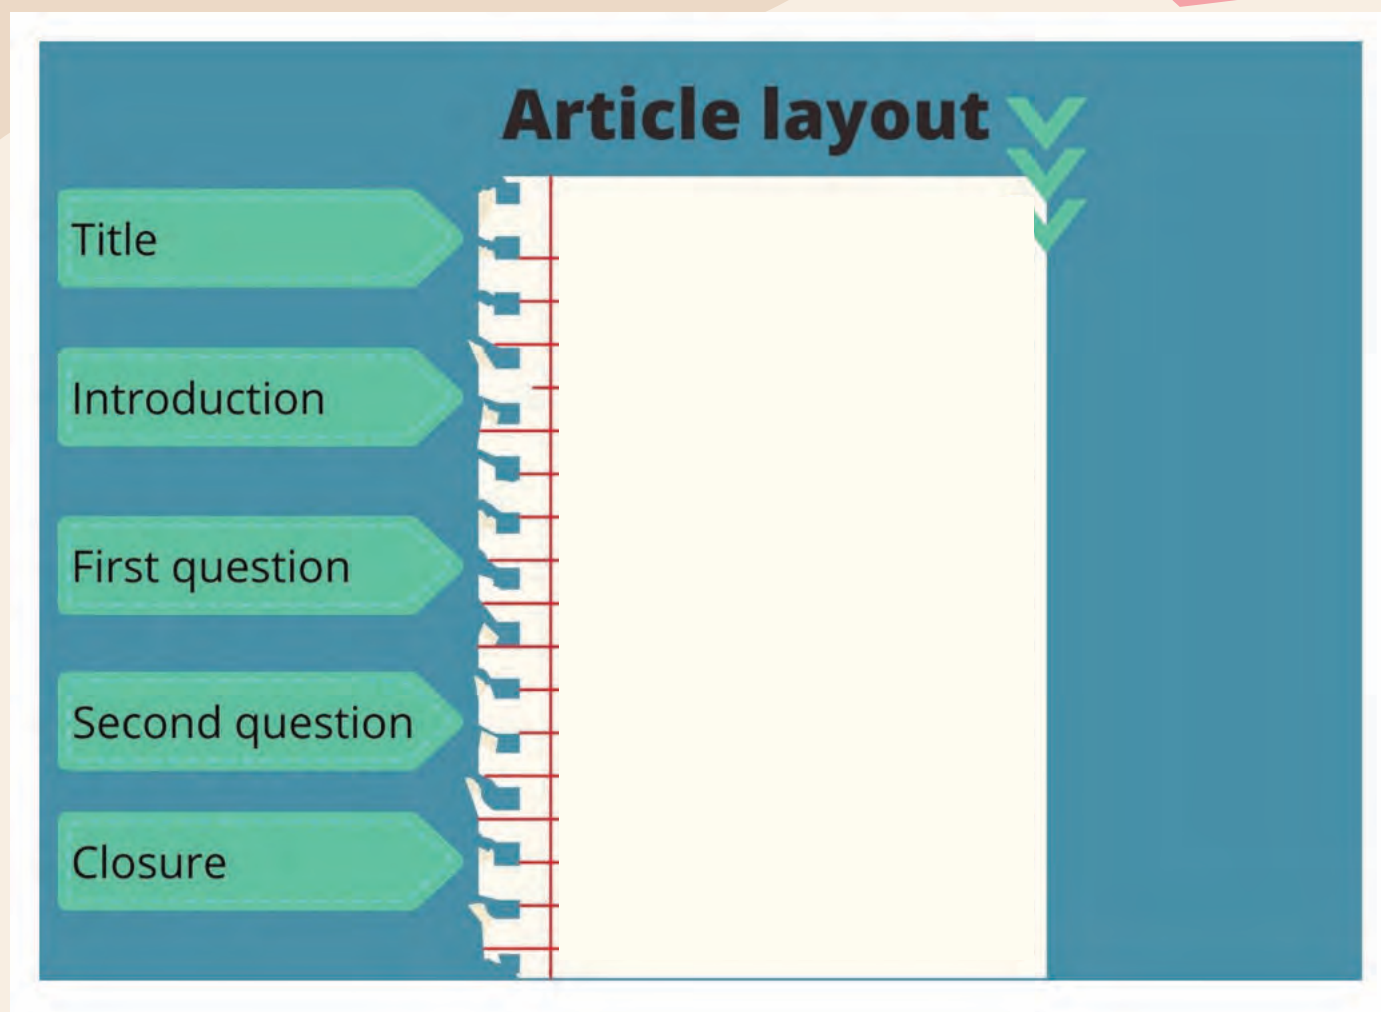 Article layout
Title
Introduction
First question
Second question
Closure